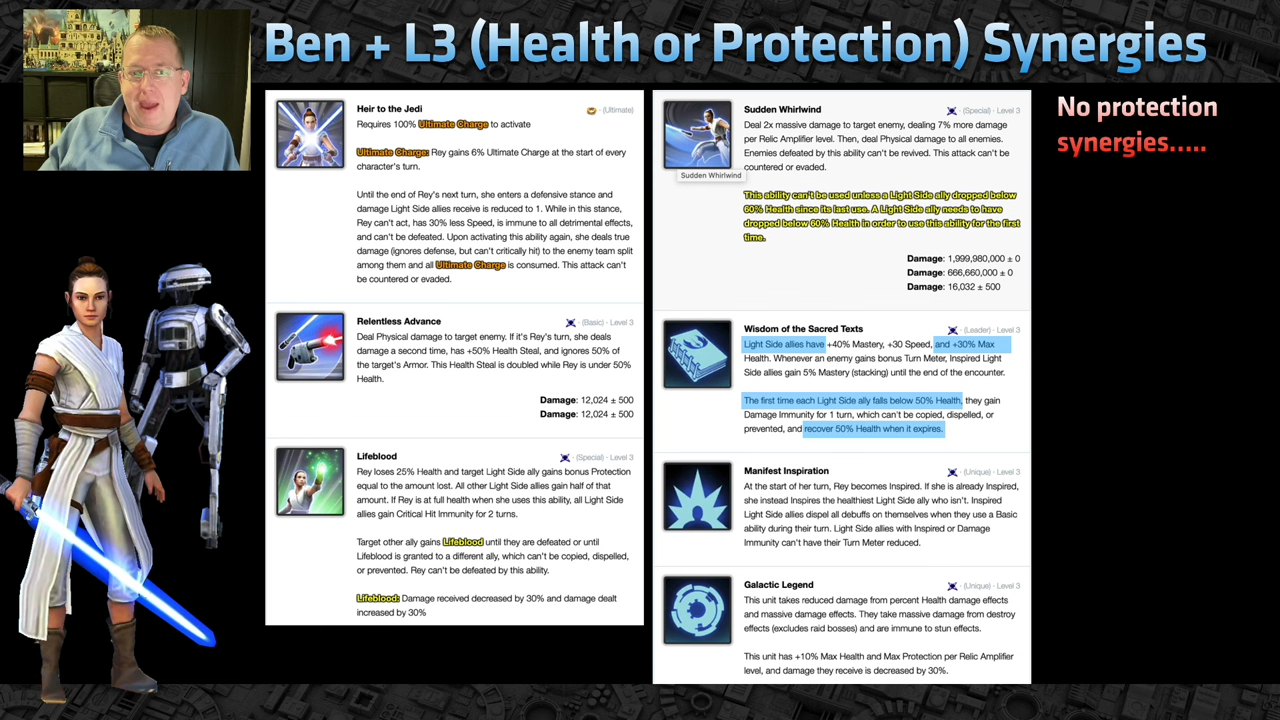 Ben + L3 (Health or Protection) Synergies
Heir to the Jedi
(Ultimate)
Requires 100% Ultimate Charge to activate
Ultimate Charge: Rey gains 6% Ultimate Charge at the start of every
character's turn.
Until the end of Rey's next turn, she enters a defensive stance and
damage Light Side allies receive is reduced to 1. While in this stance,
Rey can't act, has 30% less Speed, is immune to all detrimental effects,
and can't be defeated. Upon activating this ability again, she deals true
damage (ignores defense, but can't critically hit) to the enemy team split
among them and all Ultimate Charge is consumed. This attack can't
be countered or evaded.
Relentless Advance
· (Basic) · Level 3
Deal Physical damage to target enemy. If it's Rey's turn, she deals
damage a second time, has +50% Health Steal, and ignores 50% of
the target's Armor. This Health Steal is doubled while Rey is under 50%
Health.
Damage: 12,024 ± 500
Damage: 12,024 ± 500
Lifeblood
· (Special) · Level 3
Rey loses 25% Health and target Light Side ally gains bonus Protection
equal to the amount lost. All other Light Side allies gain half of that
amount. If Rey is at full health when she uses this ability, all Light Side
allies gain Critical Hit Immunity for 2 turns.
Target other ally gains Lifeblood until they are defeated or until
Lifeblood is granted to a different ally, which can't be copied, dispelled,
or prevented. Rey can't be defeated by this ability.
Lifeblood: Damage received decreased by 30% and damage dealt
increased by 30%
Sudden Whirlwind
· (Special) · Level 3
Deal 2x massive damage to target enemy, dealing 7% more damage
per Relic Amplifier level. Then, deal Physical damage to all enemies.
Enemies defeated by this ability can't be revived. This attack can't be
countered or evaded.
Sudden Whirlwind
This ability can't be used unless a Light Side ally dropped below
60% Health since its last use. A Light Side ally needs to have
dropped below 60% Health in order to use this ability for the first
time.
Damage: 1,999,980,000 ± 0
Damage: 666,660,000 ± 0
Damage: 16,032 ± 500
Wisdom of the Sacred Texts
· (Leader) · Level 3
Light Side allies have +40% Mastery, +30 Speed, and +30% Max
Health. Whenever an enemy gains bonus Turn Meter, Inspired Light
Side allies gain 5% Mastery (stacking) until the end of the encounter.
The first time each Light Side ally falls below 50% Health, they gain
Damage Immunity for 1 turn, which can't be copied, dispelled, or
prevented, and recover 50% Health when it expires.
Manifest Inspiration
· (Unique) · Level 3
At the start of her turn, Rey becomes Inspired. If she is already Inspired,
she instead Inspires the healthiest Light Side ally who isn't. Inspired
Light Side allies dispel all debuffs on themselves when they use a Basic
ability during their turn. Light Side allies with Inspired or Damage
Immunity can't have their Turn Meter reduced.
Galactic Legend
· (Unique) · Level 3
This unit takes reduced damage from percent Health damage effects
and massive damage effects. They take massive damage from destroy
effects (excludes raid bosses) and are immune to stun effects.
This unit has +10% Max Health and Max Protection per Relic Amplifier
level, and damage they receive is decreased by 30%.
No protection
synergies.....